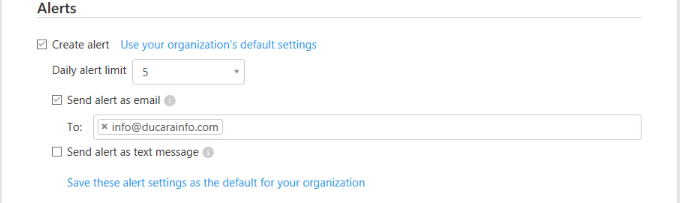 Alerts
Create alert Use your organization's default settings
Daily alert limit 5
Send alert as email
To: × info@ducarainfo.com
Send alert as text message
Save these alert settings as the default for your organization